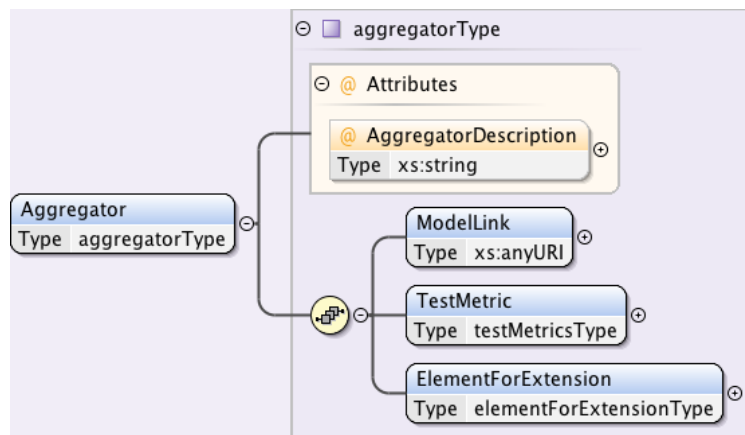 aggregatorType
@ Attributes
@ AggregatorDescription
Type xs:string
Aggregator
Type aggregatorType
ModelLink
Type xs:anyURI
TestMetric
Type testMetricsType
ElementForExtension
Type elementForExtensionType